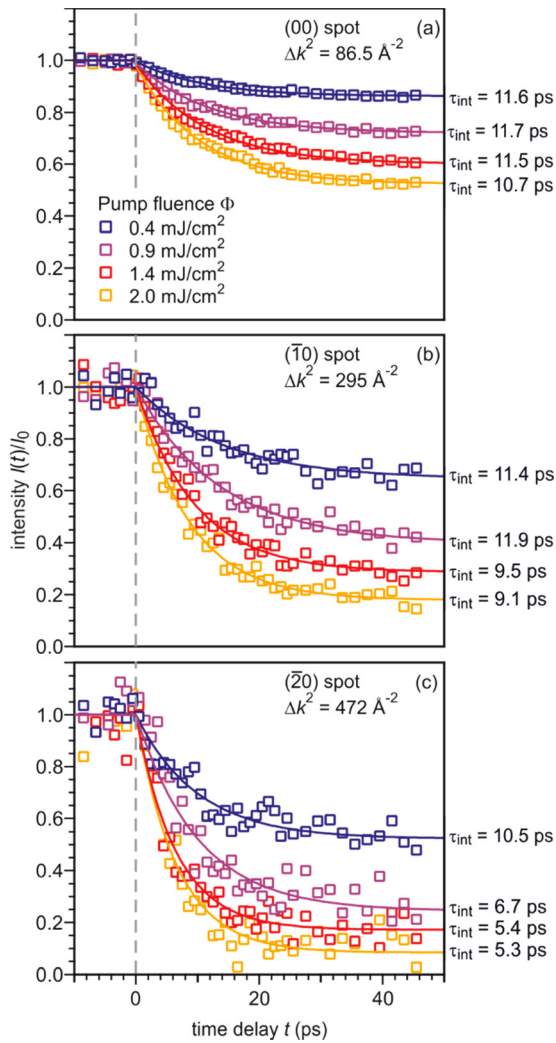 (00) spot (a)
Δk² = 86.5 Å⁻²
1.0
0.8
0.6
0.4
0.2
0.0
τint = 11.6 ps
τint = 11.7 ps
τint = 11.5 ps
τint = 10.7 ps
Pump fluence Φ
0.4 mJ/cm²
0.9 mJ/cm²
1.4 mJ/cm²
2.0 mJ/cm²
(1̅0) spot (b)
Δk² = 295 Å⁻²
1.0
0.8
0.6
0.4
0.2
0.0
intensity I(t)/I₀
τint = 11.4 ps
τint = 11.9 ps
τint = 9.5 ps
τint = 9.1 ps
(2̅0) spot (c)
Δk² = 472 Å⁻²
1.0
0.8
0.6
0.4
0.2
0.0
τint = 10.5 ps
τint = 6.7 ps
τint = 5.4 ps
τint = 5.3 ps
0 20 40
time delay t (ps)